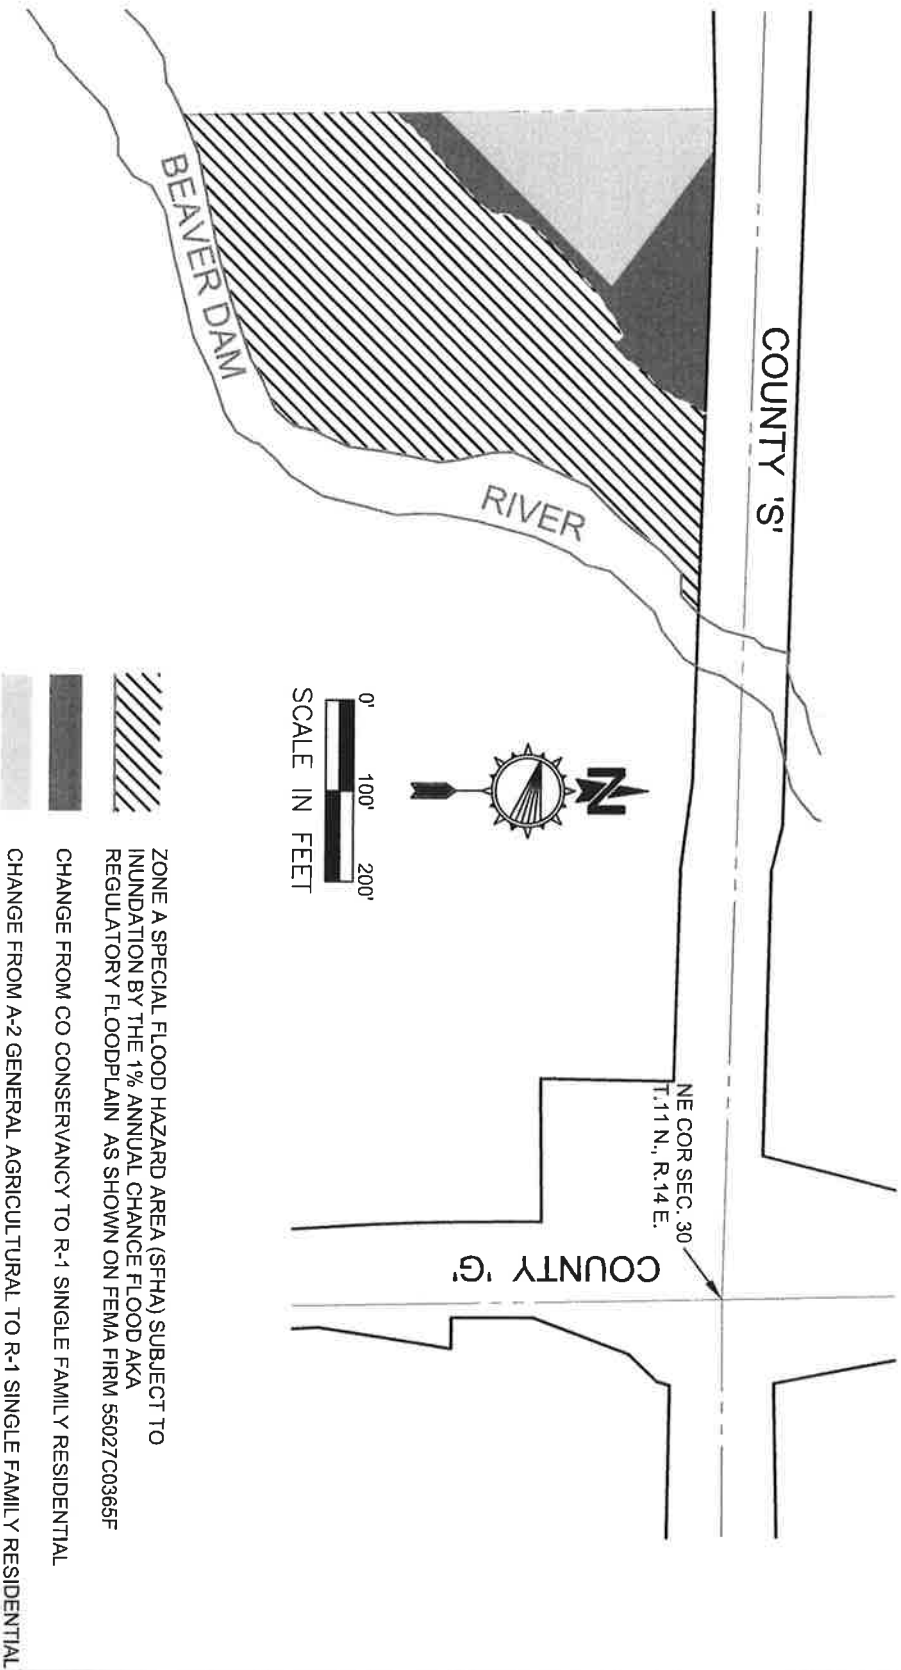 COUNTY 'S'
BEAVER DAM
RIVER
N
0' 100' 200'
SCALE IN FEET
NE COR SEC. 30
T.11 N., R.14 E.
COUNTY 'G'
ZONE A SPECIAL FLOOD HAZARD AREA (SFHA) SUBJECT TO
INUNDATION BY THE 1% ANNUAL CHANCE FLOOD AKA
REGULATORY FLOODPLAIN AS SHOWN ON FEMA FIRM 55027C0365F
CHANGE FROM CO CONSERVANCY TO R-1 SINGLE FAMILY RESIDENTIAL
CHANGE FROM A-2 GENERAL AGRICULTURAL TO R-1 SINGLE FAMILY RESIDENTIAL